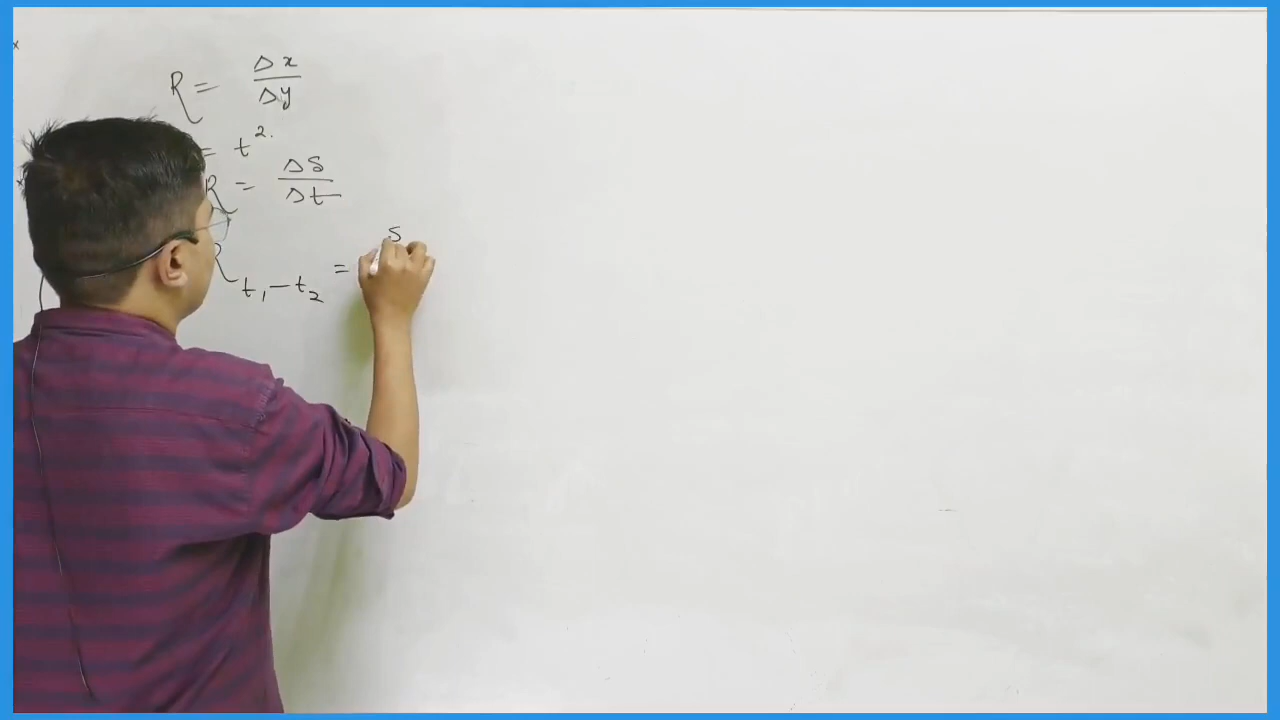 R = Δx/Δy
= t².
R = ΔS/Δt
R t₁-t₂ = S